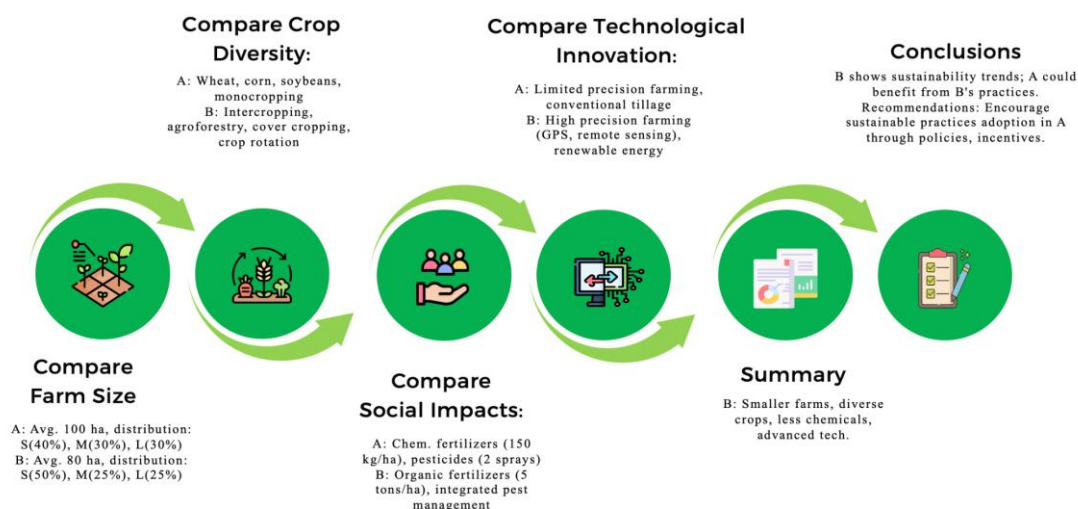 Compare Farm Size
A: Avg. 100 ha, distribution:
S(40%), M(30%), L(30%)
B: Avg. 80 ha, distribution:
S(50%), M(25%), L(25%)
Compare Crop
Diversity:
A: Wheat, corn, soybeans,
monocropping
B: Intercropping,
agroforestry, cover cropping,
crop rotation
Compare
Social Impacts:
A: Chem. fertilizers (150
kg/ha), pesticides (2 sprays)
B: Organic fertilizers (5
tons/ha), integrated pest
management
Compare Technological
Innovation:
A: Limited precision farming,
conventional tillage
B: High precision farming
(GPS, remote sensing),
renewable energy
Summary
B: Smaller farms, diverse
crops, less chemicals,
advanced tech.
Conclusions
B shows sustainability trends; A could
benefit from B's practices.
Recommendations: Encourage
sustainable practices adoption in A
through policies, incentives.